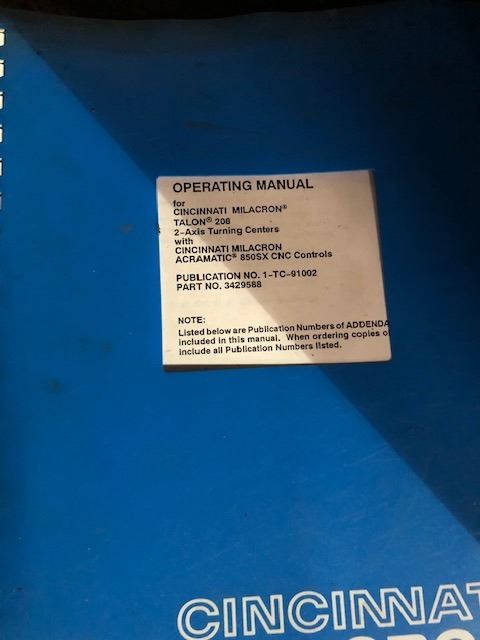 OPERATING MANUAL
for
CINCINNATI MILACRON®
TALON® 208
2-Axis Turning Centers
with
CINCINNATI MILACRON
ACRAMATIC® 850SX CNC Controls
PUBLICATION NO. 1-TC-91002
PART NO. 3429588
NOTE:
Listed below are Publication Numbers of ADDENDA
included in this manual. When ordering copies o
include all Publication Numbers listed.
CINCINNAT